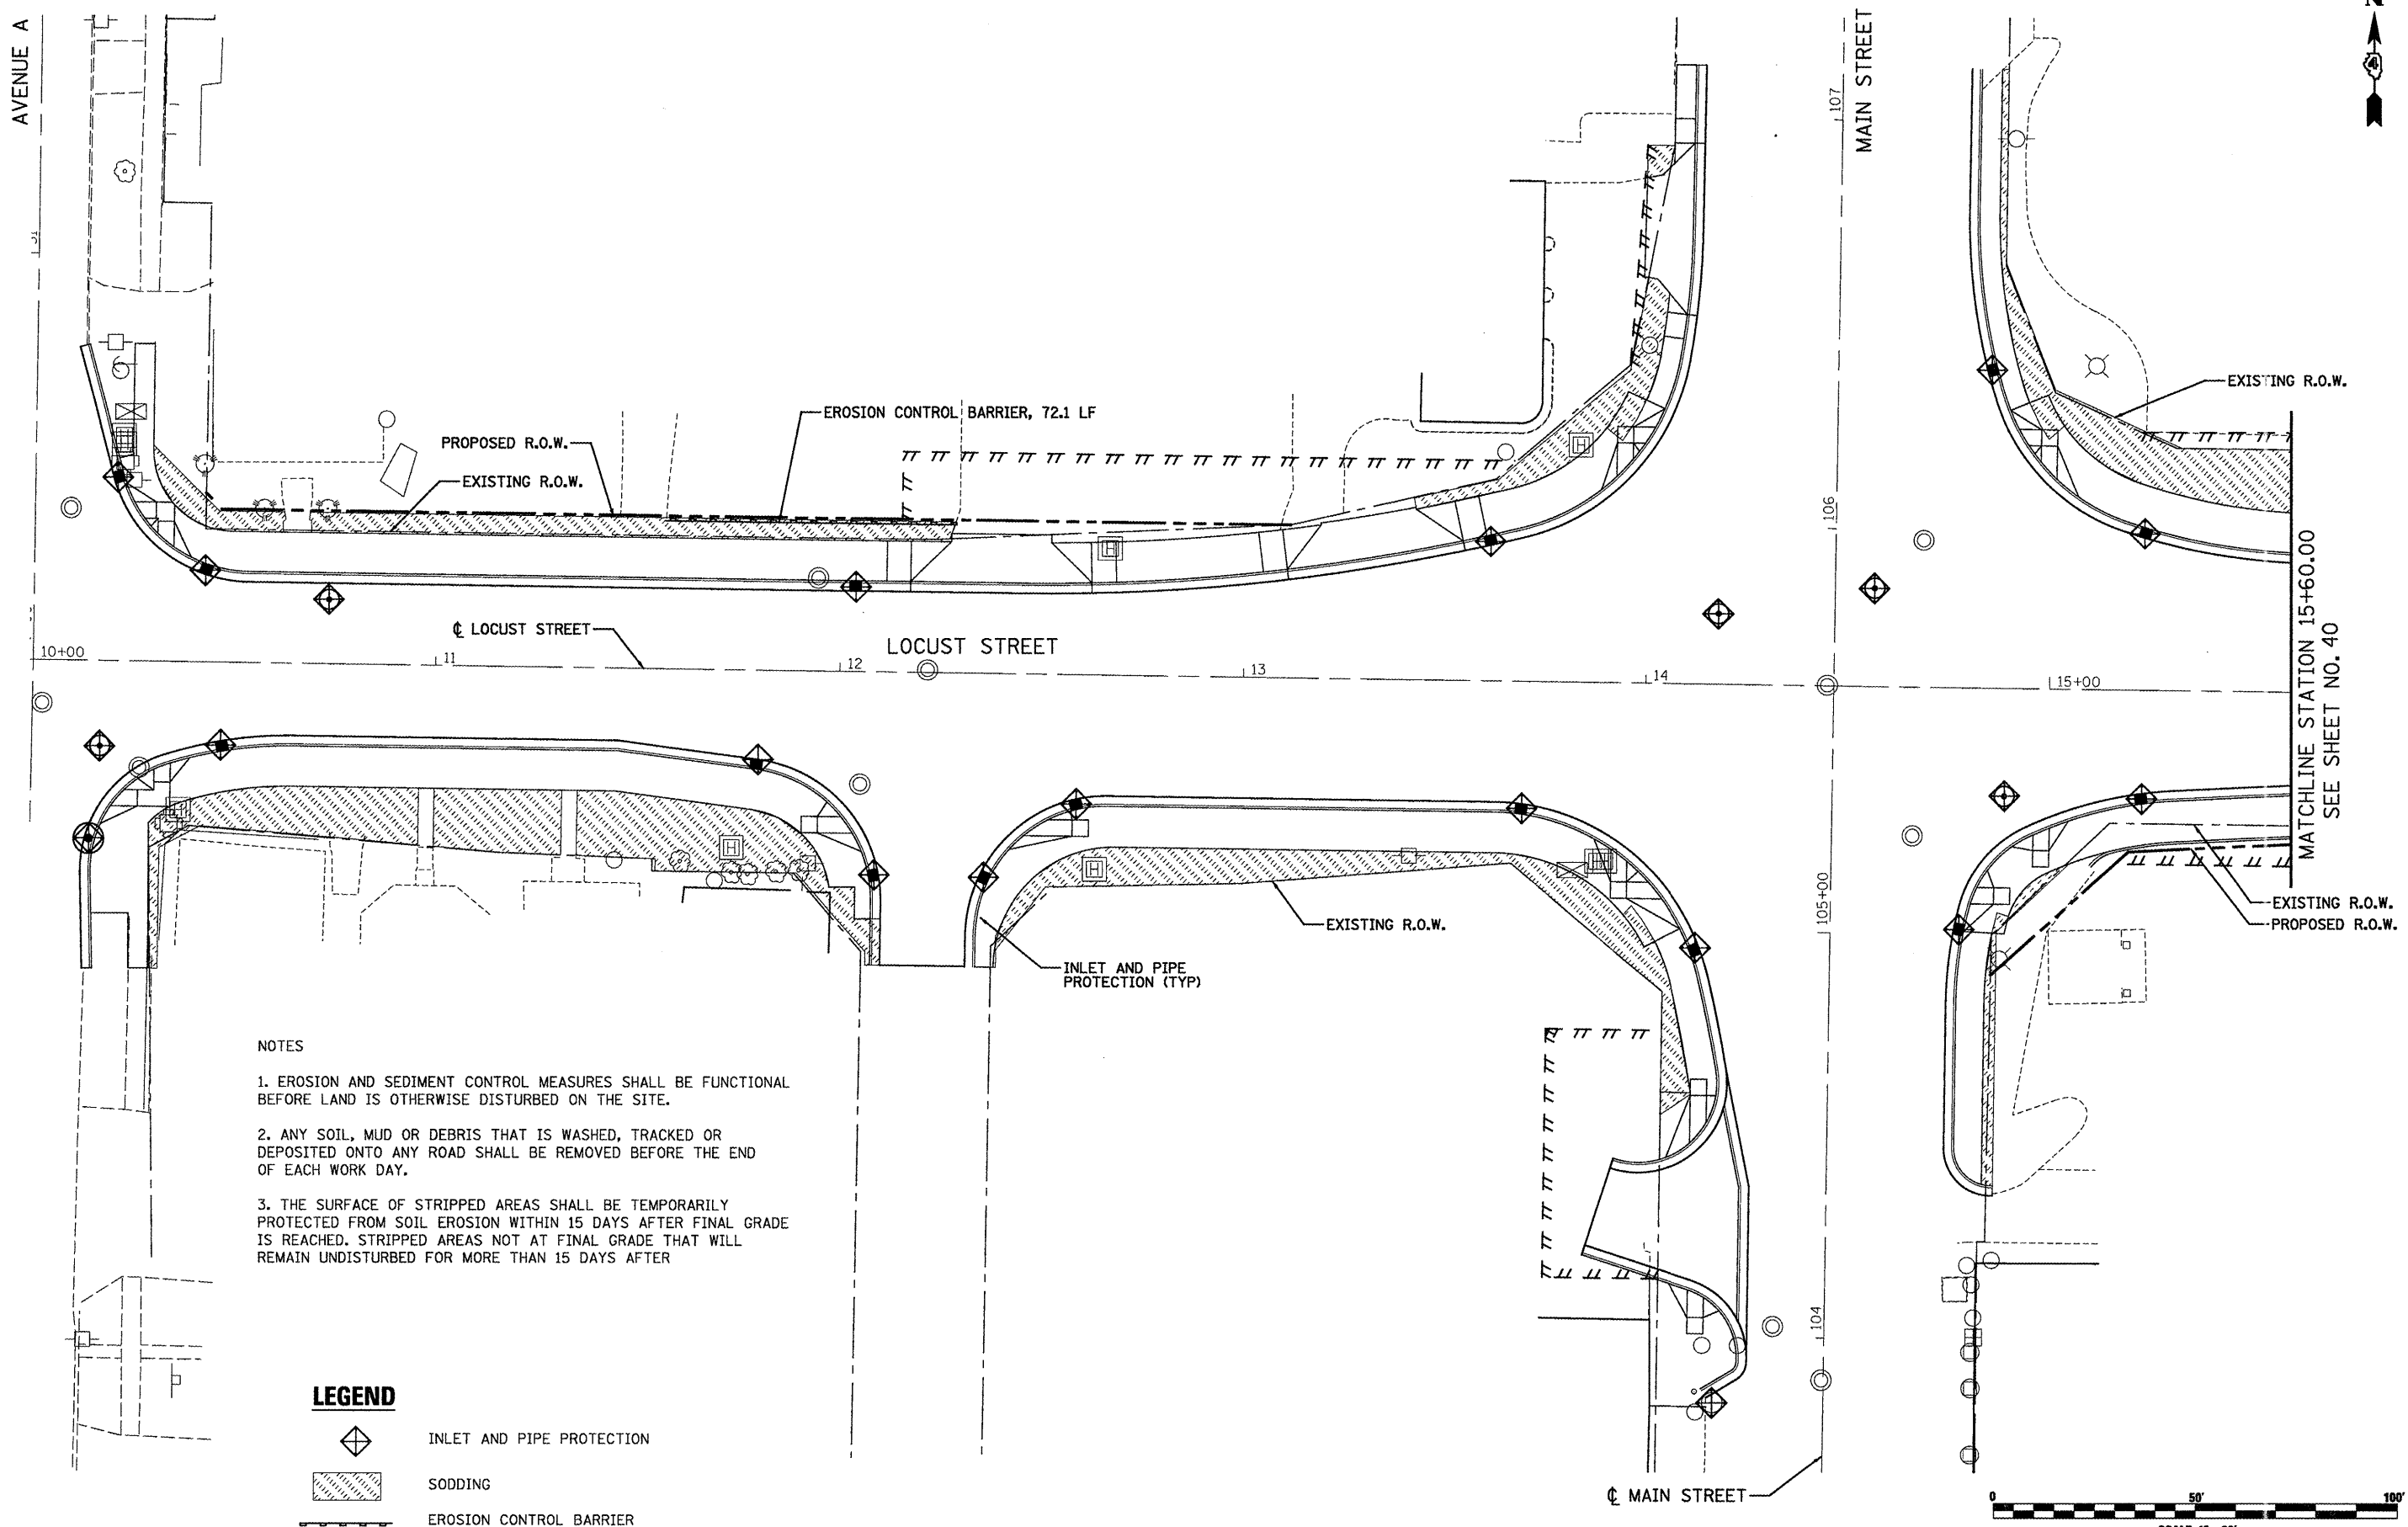 AVENUE A
MAIN STREET
N
4
107
51
EROSION CONTROL BARRIER, 72.1 LF
PROPOSED R.O.W.
EXISTING R.O.W.
EXISTING R.O.W.
H
H
106
MATCHLINE STATION 15+60.00
SEE SHEET NO. 40
℄ LOCUST STREET
LOCUST STREET
10+00
11
12
13
14
15+00
H
H
H
105+00
EXISTING R.O.W.
EXISTING R.O.W.
PROPOSED R.O.W.
INLET AND PIPE
PROTECTION (TYP)
NOTES
1. EROSION AND SEDIMENT CONTROL MEASURES SHALL BE FUNCTIONAL
BEFORE LAND IS OTHERWISE DISTURBED ON THE SITE.
2. ANY SOIL, MUD OR DEBRIS THAT IS WASHED, TRACKED OR
DEPOSITED ONTO ANY ROAD SHALL BE REMOVED BEFORE THE END
OF EACH WORK DAY.
3. THE SURFACE OF STRIPPED AREAS SHALL BE TEMPORARILY
PROTECTED FROM SOIL EROSION WITHIN 15 DAYS AFTER FINAL GRADE
IS REACHED. STRIPPED AREAS NOT AT FINAL GRADE THAT WILL
REMAIN UNDISTURBED FOR MORE THAN 15 DAYS AFTER
104
LEGEND
INLET AND PIPE PROTECTION
SODDING
EROSION CONTROL BARRIER
℄ MAIN STREET
0 50' 100'